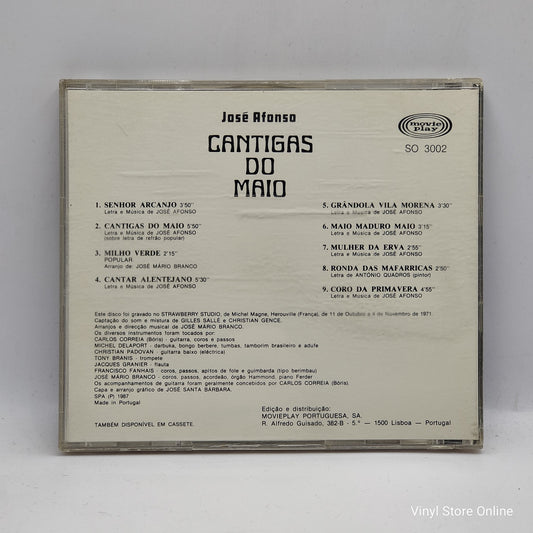 José Afonso
CANTIGAS
DO
MAIO
movie
play
SO 3002
1. SENHOR ARCANJO 3'50''
Letra e Música de JOSÉ AFONSO
2. CANTIGAS DO MAIO 5'50''
Letra e Música de JOSÉ AFONSO
(sobre letra de refrão popular)
3. MILHO VERDE 2'15''
POPULAR
Arranjo de: JOSÉ MÁRIO BRANCO
4. CANTAR ALENTEJANO 5'30''
Letra e Música de JOSÉ AFONSO
5. GRÂNDOLA VILA MORENA 3'30''
Letra e Música de JOSÉ AFONSO
6. MAIO MADURO MAIO 3'15''
Letra e Música de JOSÉ AFONSO
7. MULHER DA ERVA 2'55''
Letra e Música de JOSÉ AFONSO
8. RONDA DAS MAFARRICAS 2'50''
Letra de ANTÓNIO QUADROS (pintor)
9. CORO DA PRIMAVERA 4'55''
Letra e Música de JOSÉ AFONSO
Este disco foi gravado no STRAWBERRY STUDIO, de Michel Magne, Herouville (França), de 11 de Outubro a 4 de Novembro de 1971.
Captação do som e mistura de GILLES SALLÉ e CHRISTIAN GENCE.
Arranjos e direcção musical de JOSÉ MÁRIO BRANCO.
Os diversos instrumentos foram tocados por:
CARLOS CORREIA (Bóris), guitarra, coros e passos
MICHEL DELAPORT - darbuka, bongo berbere, tumbas, tamborim brasileiro e adufe
CHRISTIAN PADOVAN - guitarra baixo (eléctrica)
TONY BRANIS - trompete
JACQUES GRANIER - flauta
FRANCISCO FANHAIS - coros, passos, apitos de fole e guimbarda (tipo berimbau)
JOSÉ MÁRIO BRANCO - coros, passos, acordeão, órgão Hammond, piano Ferder
Os acompanhamentos de guitarra foram geralmente concebidos por CARLOS CORREIA (Bóris).
Capa e arranjo gráfico de JOSÉ SANTA BÁRBARA.
SPA (P) 1987
Made in Portugal
TAMBÉM DISPONÍVEL EM CASSETE.
Edição e distribuição:
MOVIEPLAY PORTUGUESA, SA.
R. Alfredo Guisado, 382-B - 5.º — 1500 Lisboa — Portugal
Vinyl Store Online